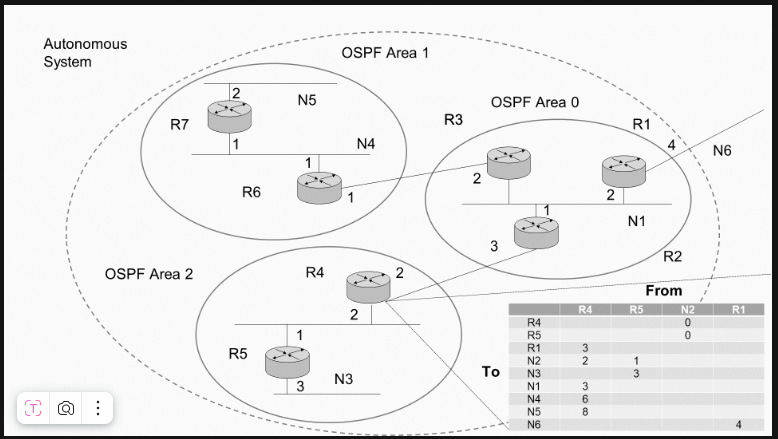 Autonomous
System
OSPF Area 1
2
N5
R7
OSPF Area 0
R3
R1
1
N4
4
N6
1
R6
1
2
2
1
N1
3
R2
OSPF Area 2
R4
2
2
From
R4 R5 N2 R1
R4 0
R5 0
R1 3
N2 2 1
N3 3
N1 3
N4 6
N5 8
N6 4
To
1
R5
3
N3
T